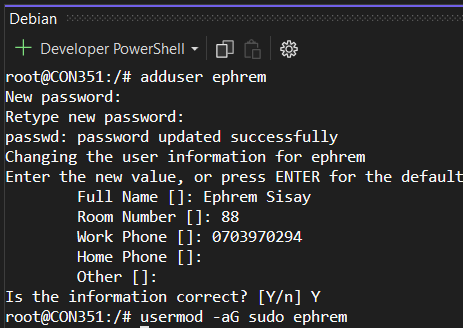 Debian
Developer PowerShell
root@CON351:/# adduser ephrem
New password:
Retype new password:
passwd: password updated successfully
Changing the user information for ephrem
Enter the new value, or press ENTER for the default
Full Name []: Ephrem Sisay
Room Number []: 88
Work Phone []: 0703970294
Home Phone []:
Other []:
Is the information correct? [Y/n] Y
root@CON351:/# usermod -aG sudo ephrem